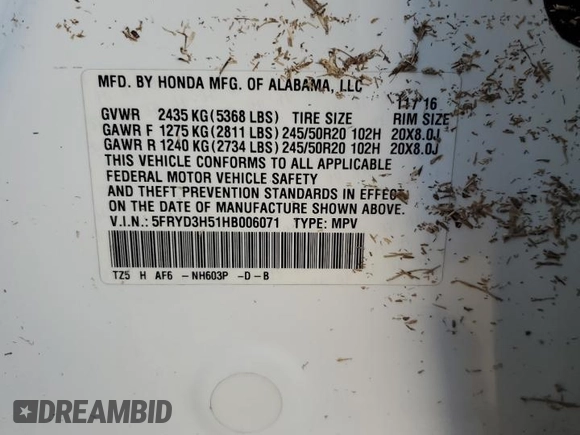 MFD. BY HONDA MFG. OF ALABAMA, LLC 11/16
GVWR 2435 KG(5368 LBS) TIRE SIZE RIM SIZE
GAWR F 1275 KG(2811 LBS) 245/50R20 102H 20X8.0J
GAWR R 1240 KG(2734 LBS) 245/50R20 102H 20X8.0J
THIS VEHICLE CONFORMS TO ALL APPLICABLE
FEDERAL MOTOR VEHICLE SAFETY
AND THEFT PREVENTION STANDARDS IN EFFECT
ON THE DATE OF MANUFACTURE SHOWN ABOVE.
V.I.N.: 5FRYD3H51HB006071 TYPE: MPV
TZ5 H AF6 - NH603P -D-B
DREAMBID